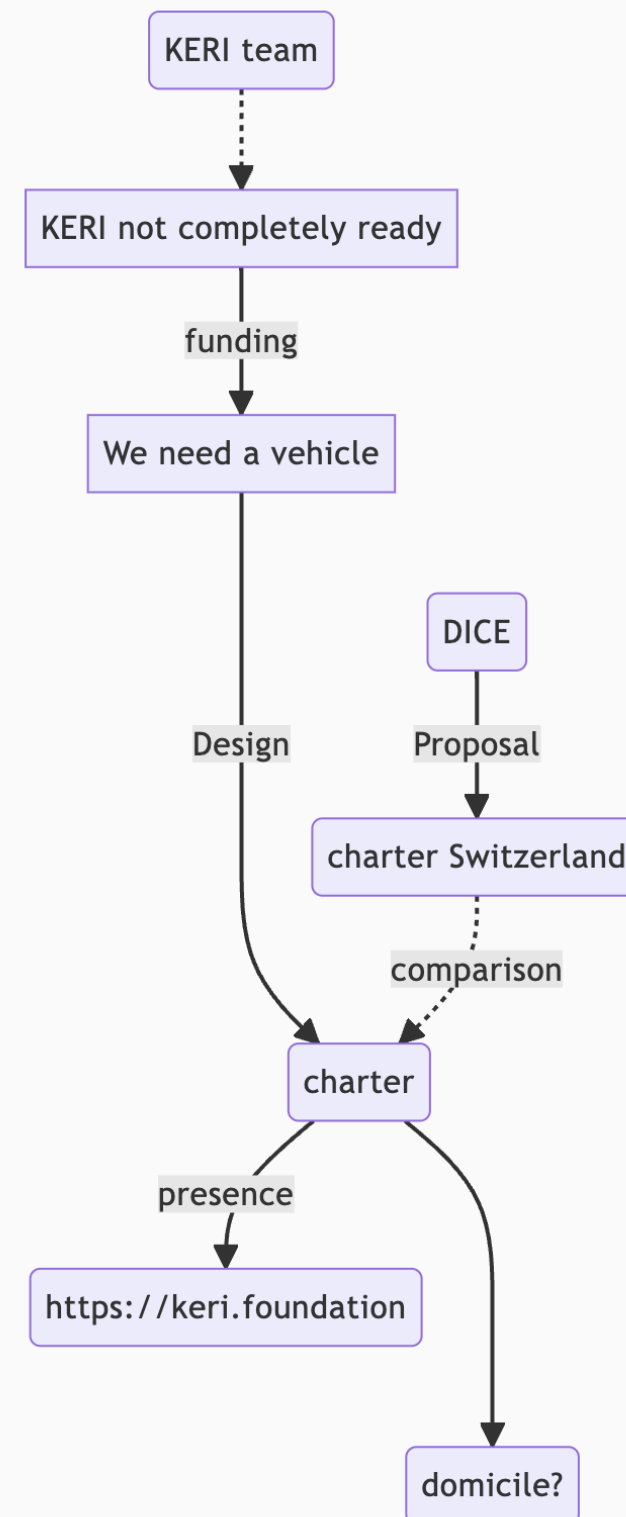 KERI team
KERI not completely ready
funding
We need a vehicle
DICE
Design
Proposal
charter Switzerland
comparison
charter
presence
https://keri.foundation
domicile?